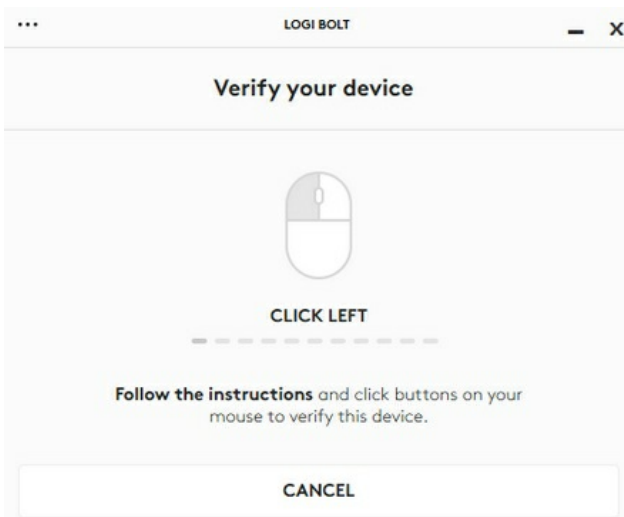 ...
LOGI BOLT
Verify your device
CLICK LEFT
Follow the instructions and click buttons on your
mouse to verify this device.
CANCEL